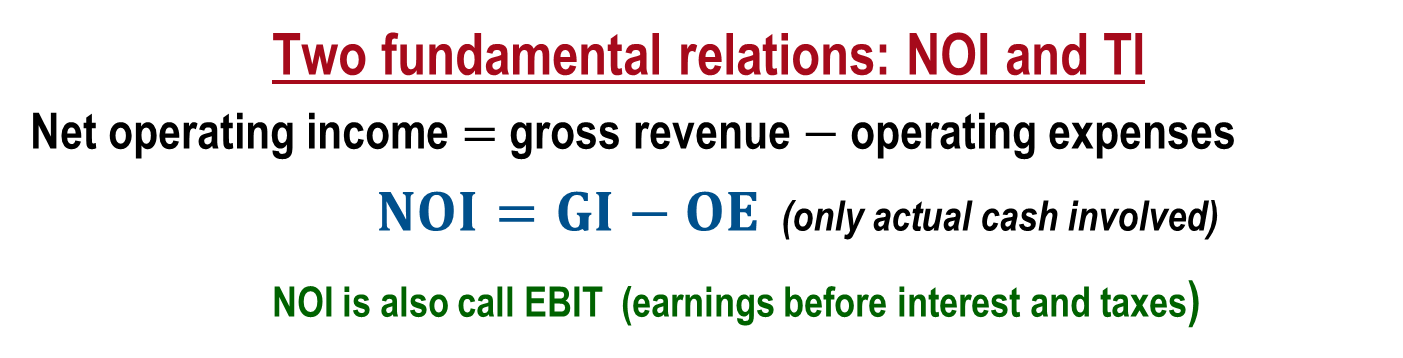 Two fundamental relations: NOI and TI
Net operating income = gross revenue − operating expenses
NOI = GI − OE (only actual cash involved)
NOI is also call EBIT (earnings before interest and taxes)